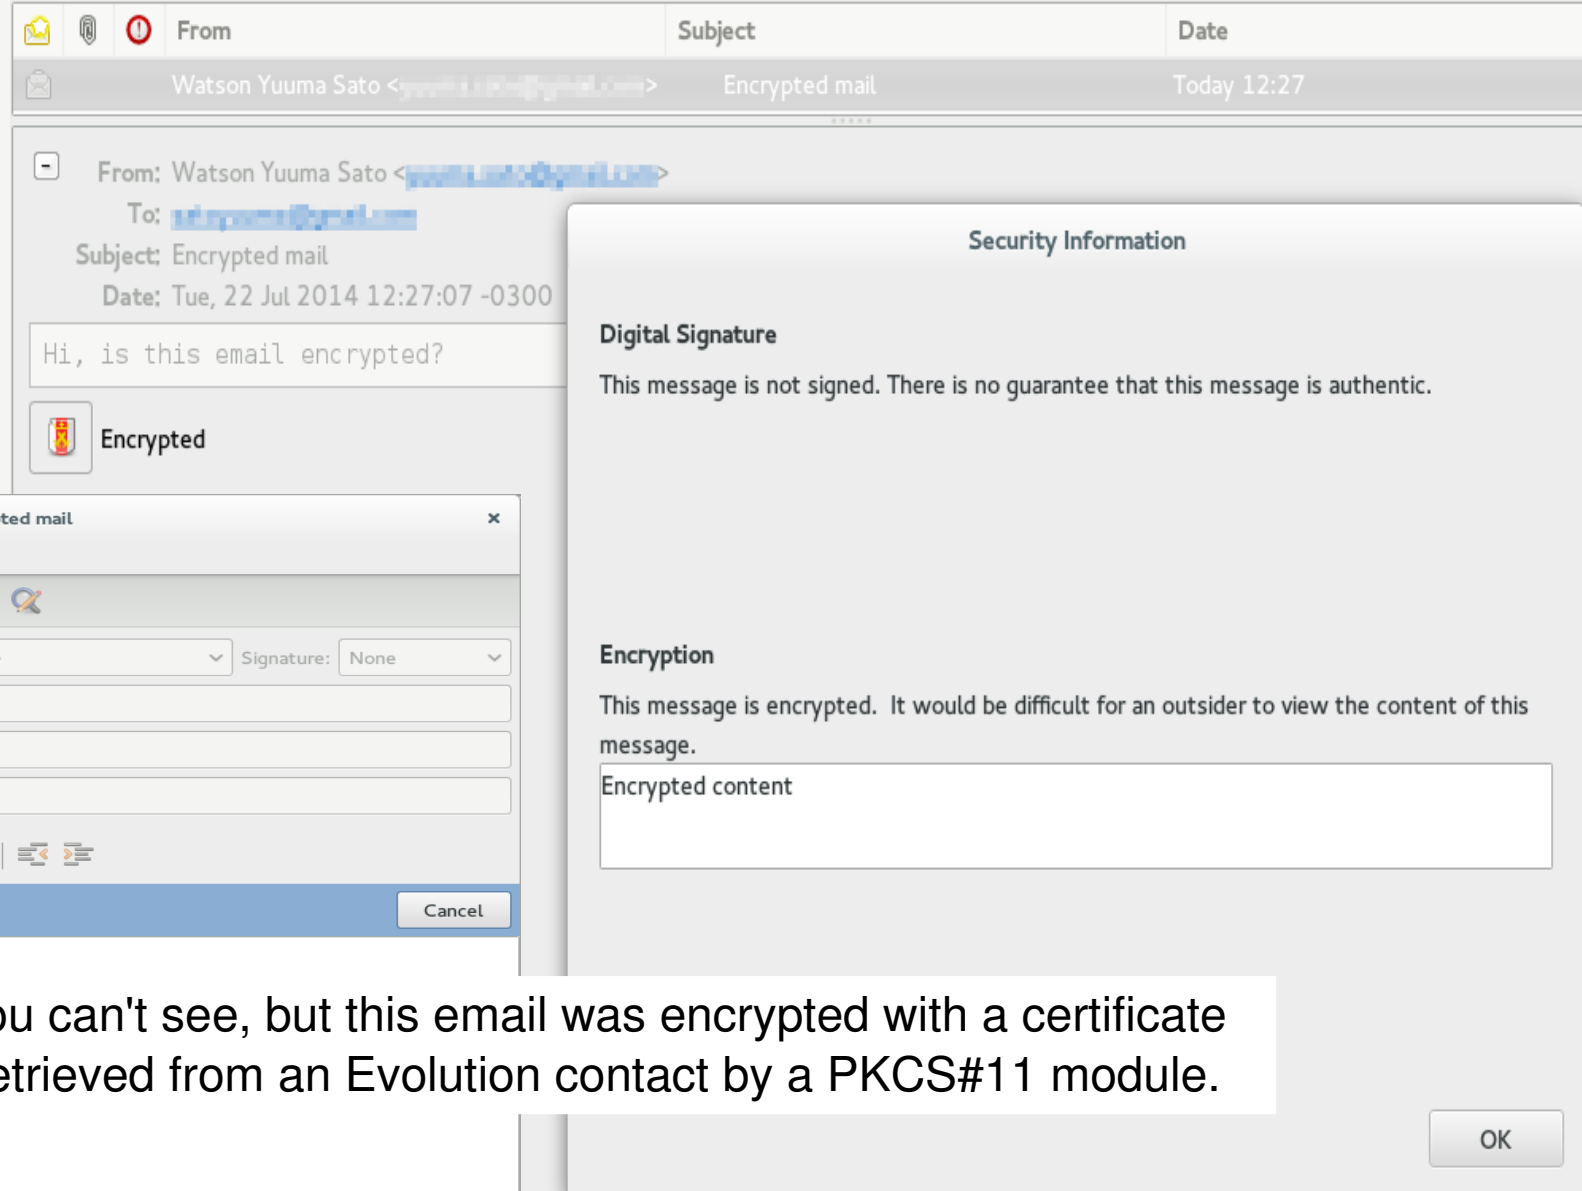 From Subject Date
Watson Yuuma Sato < > Encrypted mail Today 12:27
From: Watson Yuuma Sato < >
To:
Subject: Encrypted mail
Date: Tue, 22 Jul 2014 12:27:07 -0300
Hi, is this email encrypted?
Encrypted
ted mail
Signature: None
Cancel
Security Information
Digital Signature
This message is not signed. There is no guarantee that this message is authentic.
Encryption
This message is encrypted. It would be difficult for an outsider to view the content of this
message.
Encrypted content
ou can't see, but this email was encrypted with a certificate
etrieved from an Evolution contact by a PKCS#11 module.
OK